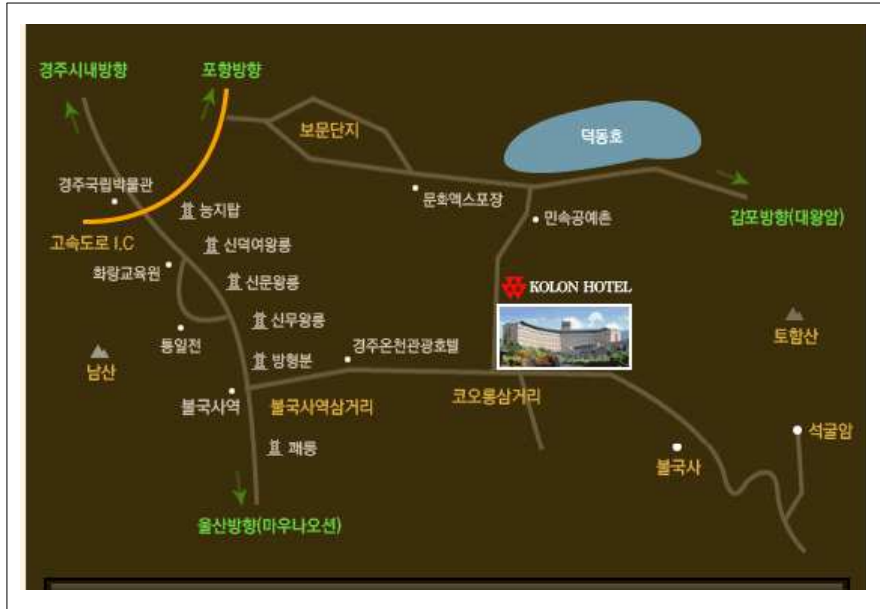 경주시내방향
포항방향
보문단지
덕동호
경주국립박물관
능지탑
문화엑스포장
민속공예촌
감포방향(대왕암)
고속도로 I.C
신덕여왕릉
화랑교육원
신문왕릉
KOLON HOTEL
신무왕릉
토함산
통일전
경주온천관광호텔
방형분
남산
불국사역
불국사역삼거리
코오롱삼거리
석굴암
괘릉
불국사
울산방향(마우나오션)